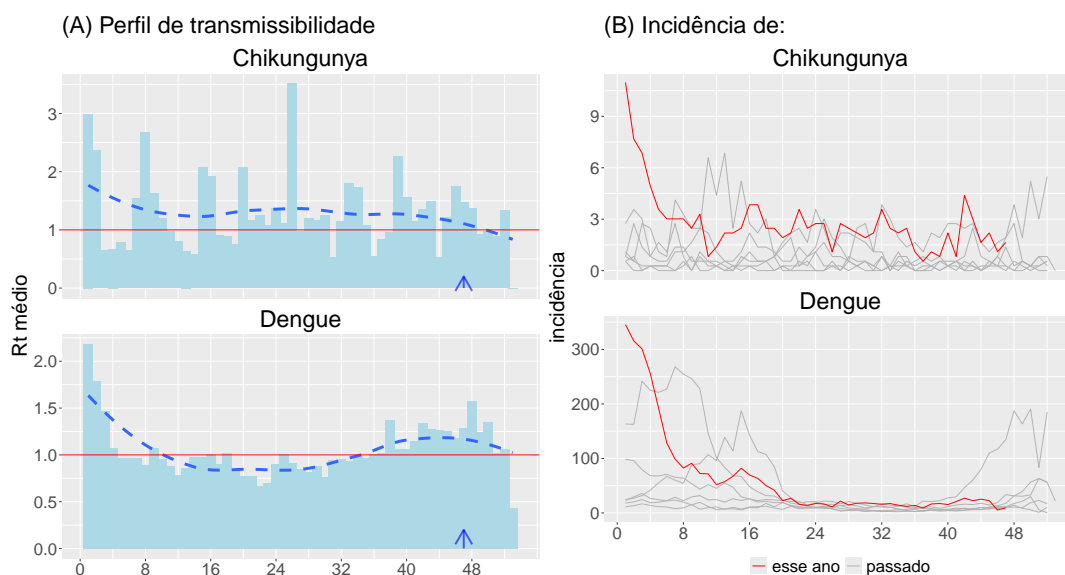 (A) Perfil de transmissibilidade
Chikungunya
3
2
1
0
Dengue
2.0
1.5
1.0
0.5
0.0
0 8 16 24 32 40 48
Rt médio
(B) Incidência de:
Chikungunya
9
6
3
0
Dengue
300
200
100
0
0 8 16 24 32 40 48
incidência
esse ano passado